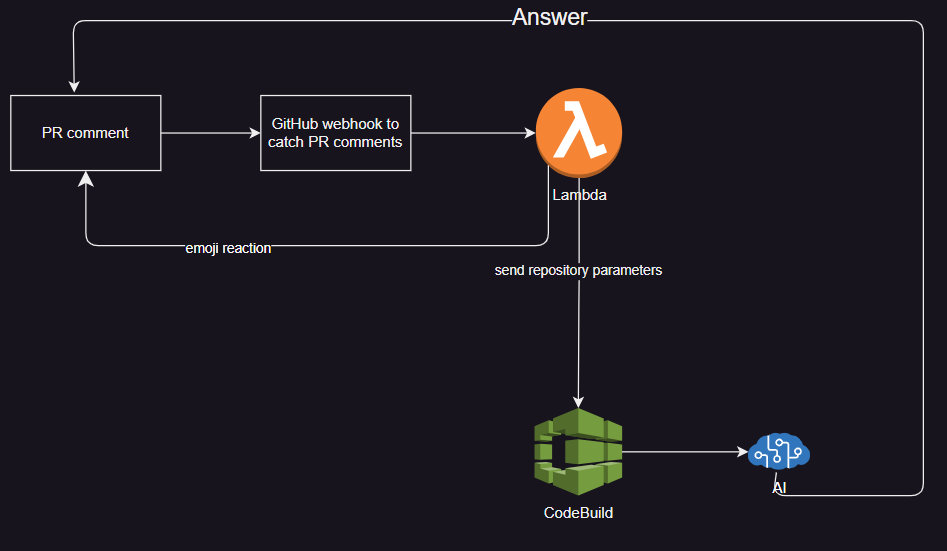 Answer
PR comment
GitHub webhook to
catch PR comments
Lambda
emoji reaction
send repository parameters
CodeBuild
AI